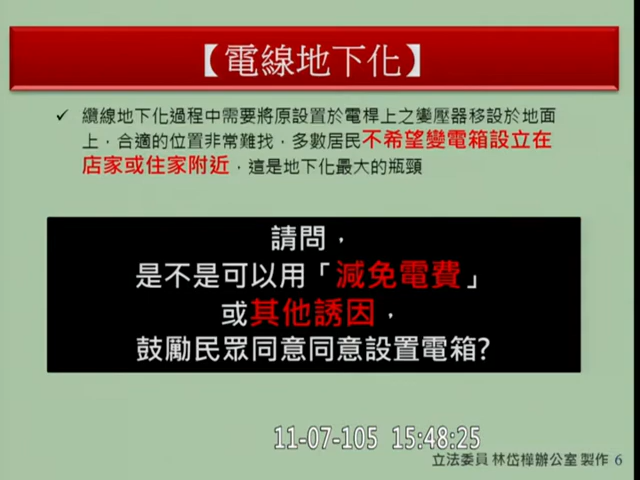 【電線地下化】
✓ 纜線地下化過程中需要將原設置於電桿上之變壓器移設於地面
上，合適的位置非常難找，多數居民不希望變電箱設立在
店家或住家附近，這是地下化最大的瓶頸
請問，
是不是可以用「減免電費」
或其他誘因，
鼓勵民眾同意同意設置電箱?
11-07-105 15:48:25
立法委員 林岱樺辦公室 製作 6